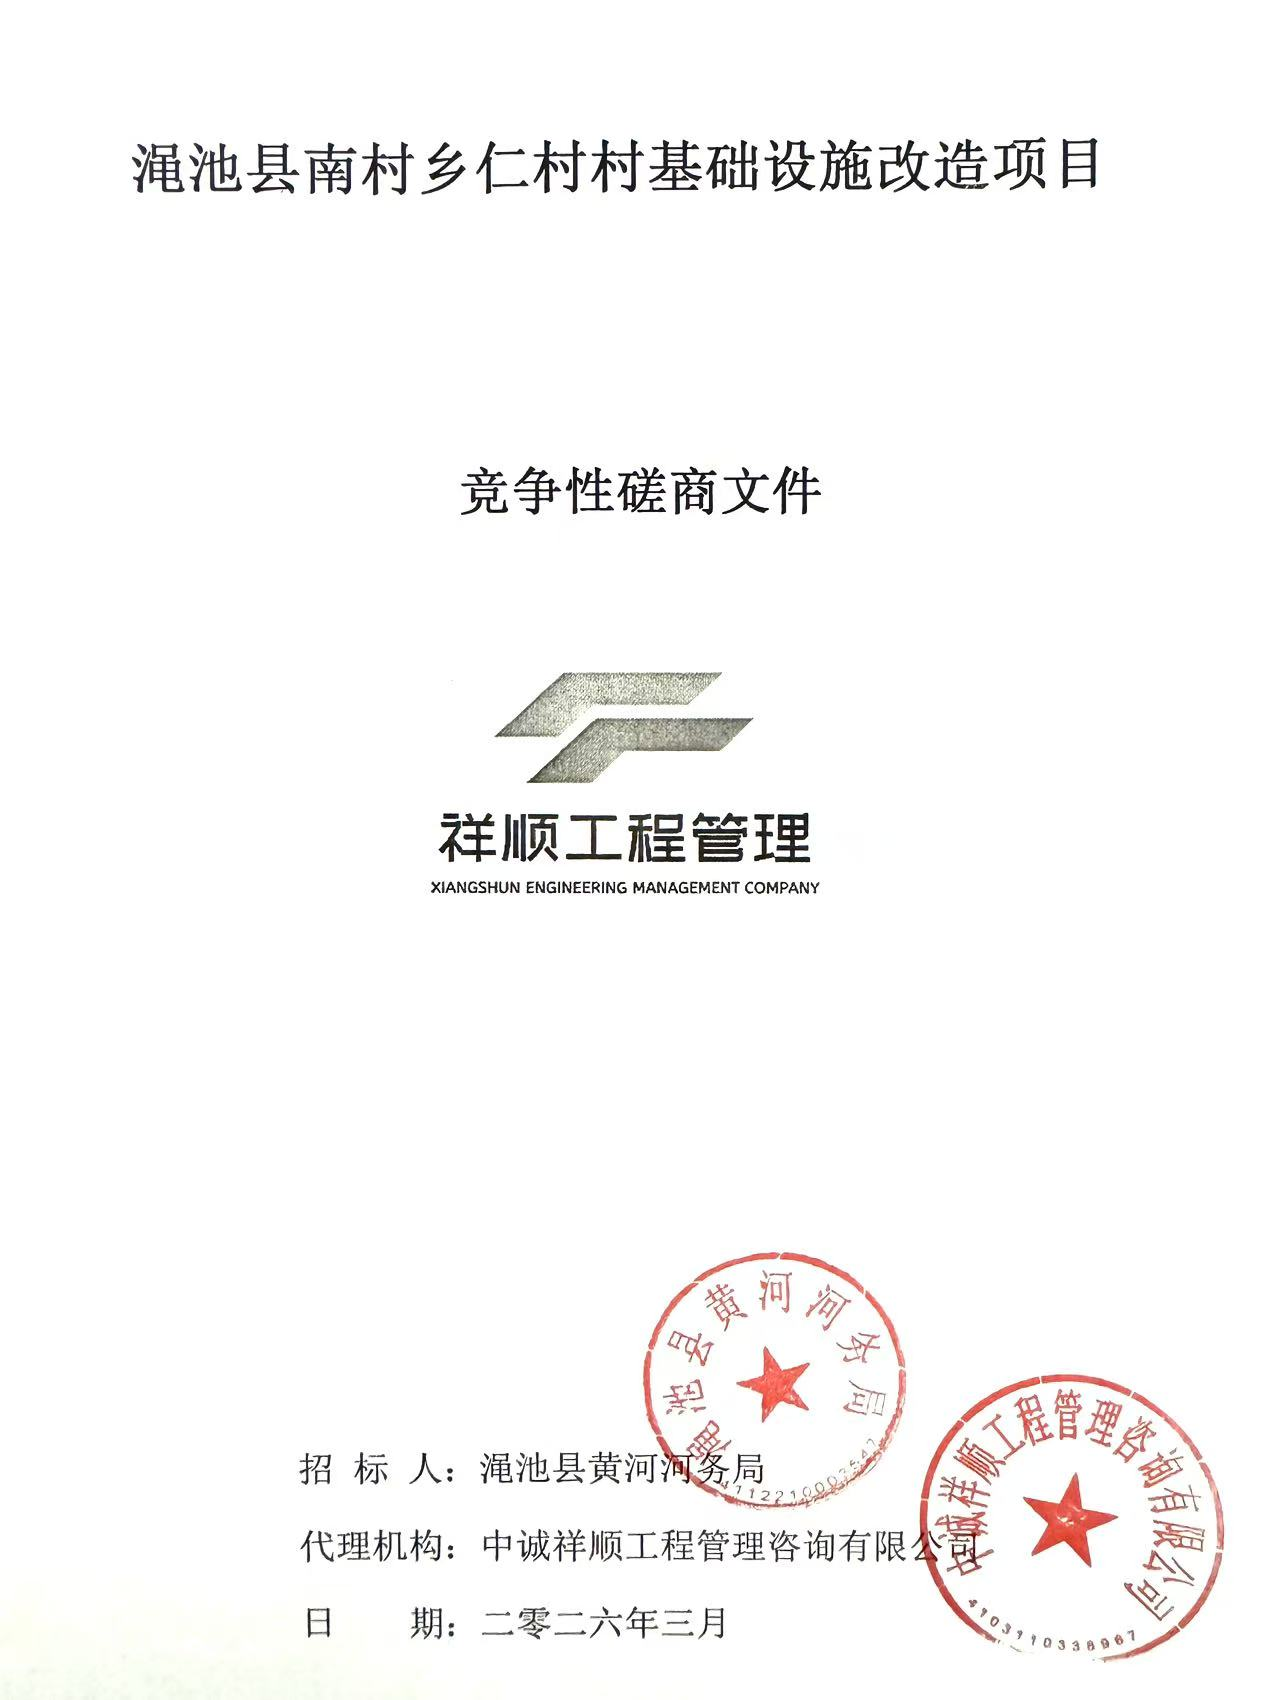 渑池县南村乡仁村村基础设施改造项目
竞争性磋商文件
祥顺工程管理
XIANGSHUN ENGINEERING MANAGEMENT COMPANY
渑池县黄河河务局
招标人：渑池县黄河河务局
4112210002547
中诚祥顺工程管理咨询有限公司
代理机构：中诚祥顺工程管理咨询有限公司
日期：二零二六年三月